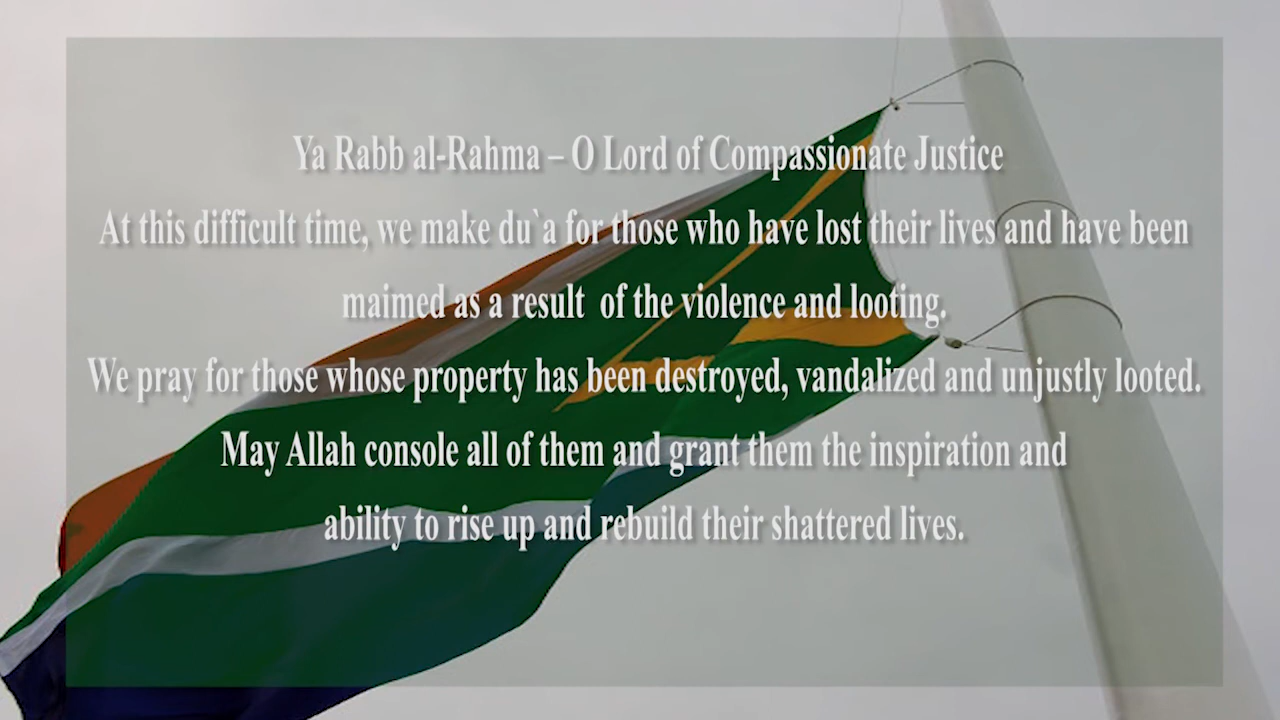 Ya Rabb al-Rahma – O Lord of Compassionate Justice
At this difficult time, we make du`a for those who have lost their lives and have been
maimed as a result  of the violence and looting.
We pray for those whose property has been destroyed, vandalized and unjustly looted.
May Allah console all of them and grant them the inspiration and
ability to rise up and rebuild their shattered lives.